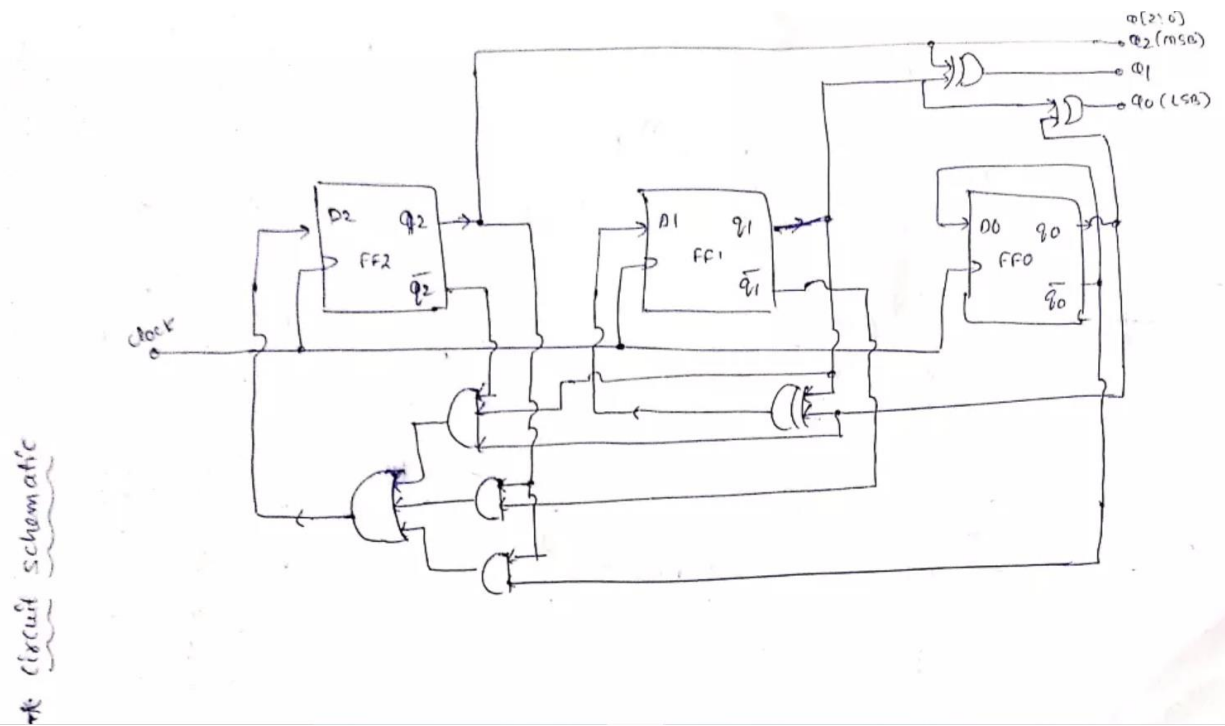 Q[2:0]
Q2 (MSB)
Q1
Q0 (LSB)
D2 q2
FF2
q̅2
D1 q1
FF1
q̅1
D0 q0
FF0
q̅0
Clock
* Circuit schematic